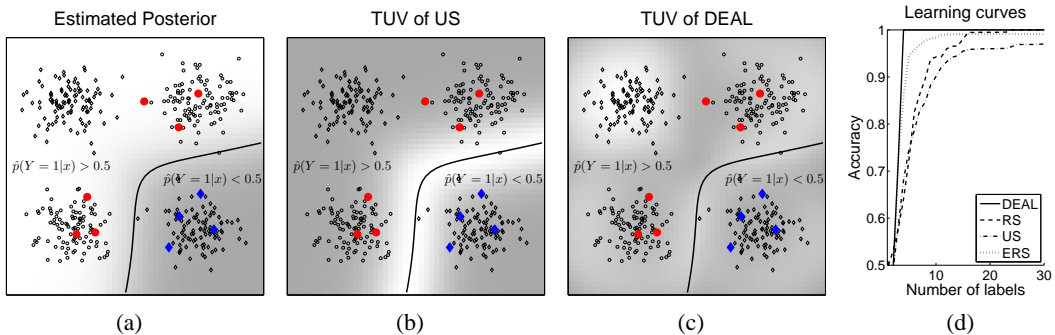 Estimated Posterior
p̂(Y = 1|x) > 0.5
p̂(Y = 1|x) < 0.5
(a)
TUV of US
p̂(Y = 1|x) > 0.5
p̂(Y = 1|x) < 0.5
(b)
TUV of DEAL
p̂(Y = 1|x) > 0.5
p̂(Y = 1|x) < 0.5
(c)
Learning curves
Accuracy
1
0.9
0.8
0.7
0.6
0.5
10 20 30
Number of labels
DEAL
RS
US
ERS
(d)